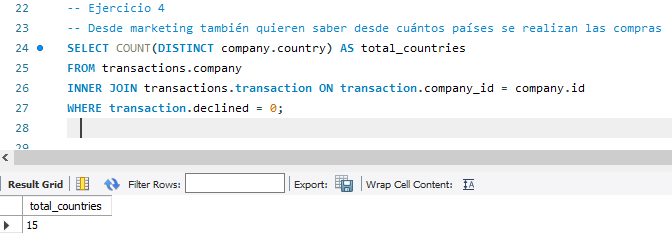 22 -- Ejercicio 4
23 -- Desde marketing también quieren saber desde cuántos países se realizan las compras
24 SELECT COUNT(DISTINCT company.country) AS total_countries
25 FROM transactions.company
26 INNER JOIN transactions.transaction ON transaction.company_id = company.id
27 WHERE transaction.declined = 0;
28
29
Result Grid Filter Rows: Export: Wrap Cell Content: IA
total_countries
15